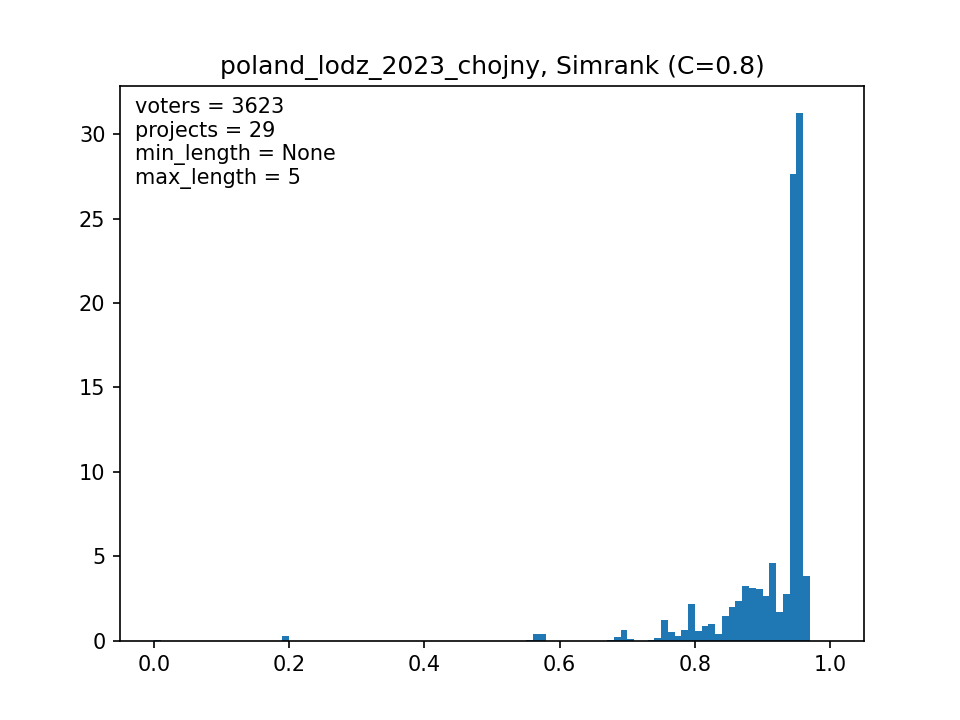 poland_lodz_2023_chojny, Simrank (C=0.8)
voters = 3623
projects = 29
min_length = None
max_length = 5
30
25
20
15
10
5
0
0.0 0.2 0.4 0.6 0.8 1.0